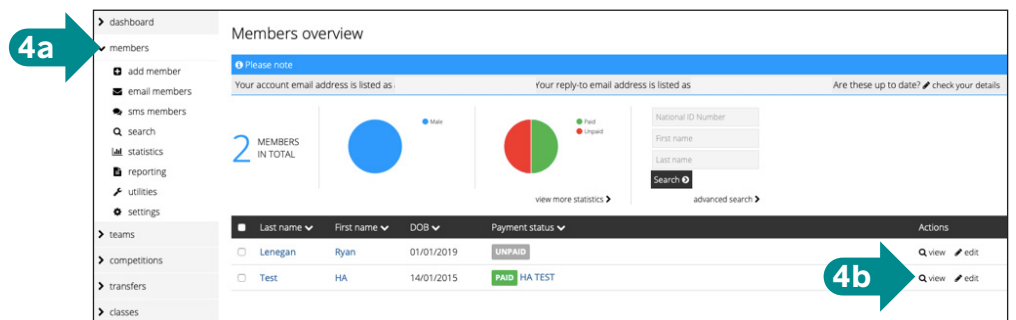 4a
dashboard
members
add member
email members
sms members
search
statistics
reporting
utilities
settings
teams
competitions
transfers
classes
Members overview
Please note
Your account email address is listed as Your reply-to email address is listed as Are these up to date? check your details
2 MEMBERS IN TOTAL
Male
Paid
Unpaid
view more statistics
National ID Number
First name
Last name
Search
advanced search
Last name First name DOB Payment status Actions
Lenegan Ryan 01/01/2019 UNPAID view edit
Test HA 14/01/2015 PAID HA TEST view edit
4b